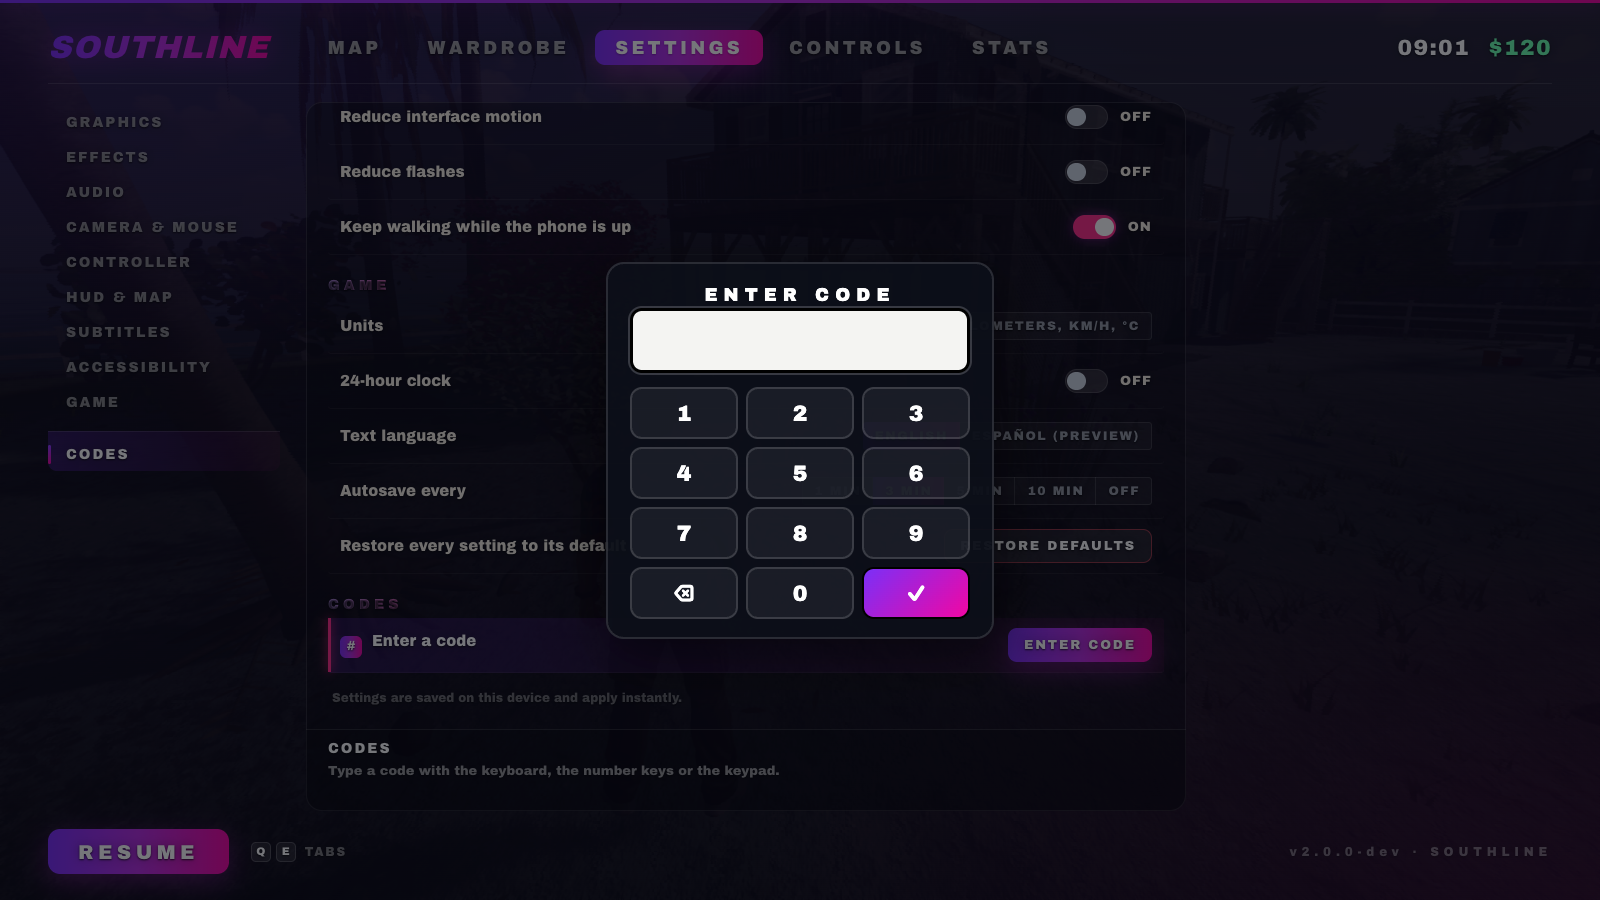 SOUTHLINE MAP WARDROBE SETTINGS CONTROLS STATS 09:01 $120
GRAPHICS
EFFECTS
AUDIO
CAMERA & MOUSE
CONTROLLER
HUD & MAP
SUBTITLES
ACCESSIBILITY
GAME
CODES
Reduce interface motion OFF
Reduce flashes OFF
Keep walking while the phone is up ON
GAME
Units METERS, KM/H, °C
24-hour clock OFF
Text language (PREVIEW)
Autosave every 10 MIN OFF
Restore every setting to its DEFAULTS
CODES
# Enter a code ENTER CODE
Settings are saved on this device and apply instantly.
CODES
Type a code with the keyboard, the number keys or the keypad.
ENTER CODE
1 2 3
4 5 6
7 8 9
0
RESUME Q E TABS v2.0.0-dev · SOUTHLINE